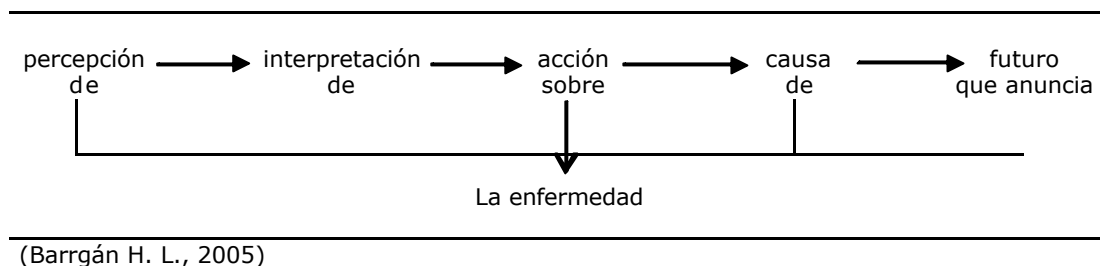 percepción interpretación acción causa futuro
de de sobre de que anuncia
La enfermedad
(Barrgán H. L., 2005)